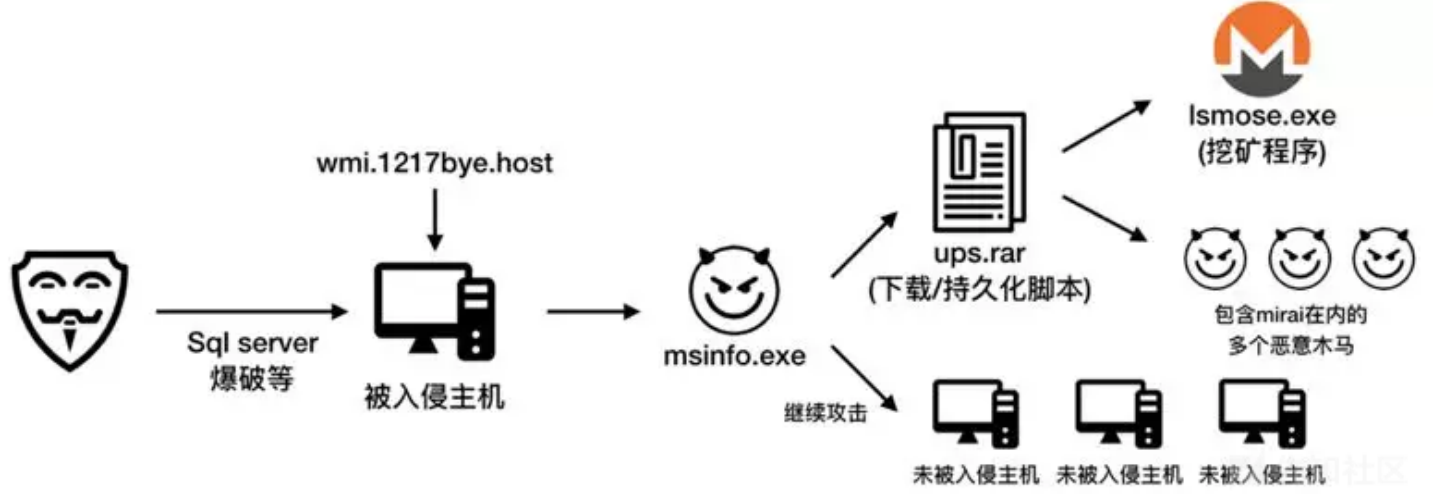 wmi.1217bye.host
Sql server
爆破等
被入侵主机
msinfo.exe
ups.rar
(下载/持久化脚本)
lsmose.exe
(挖矿程序)
包含mirai在内的
多个恶意木马
继续攻击
未被入侵主机
未被入侵主机
未被入侵主机
社区